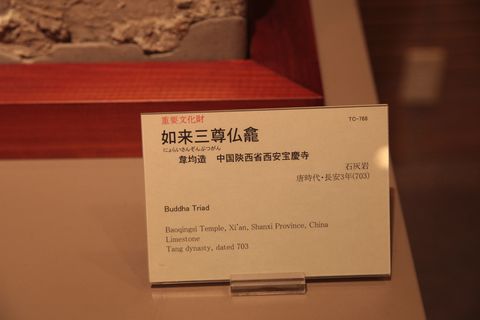 重要文化財
TC-768
如来三尊仏龕
にょらいさんぞんぶつがん
韋均造 中国陝西省西安宝慶寺
石灰岩
唐時代・長安3年(703)
Buddha Triad
Baoqingsi Temple, Xi'an, Shanxi Province, China
Limestone
Tang dynasty, dated 703